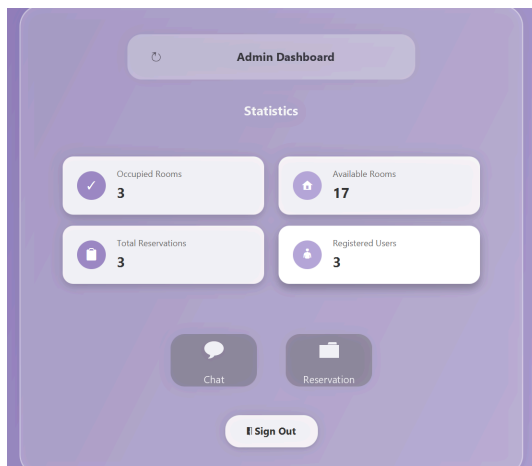 Admin Dashboard
Statistics
Occupied Rooms
3
Available Rooms
17
Total Reservations
3
Registered Users
3
Chat
Reservation
Sign Out